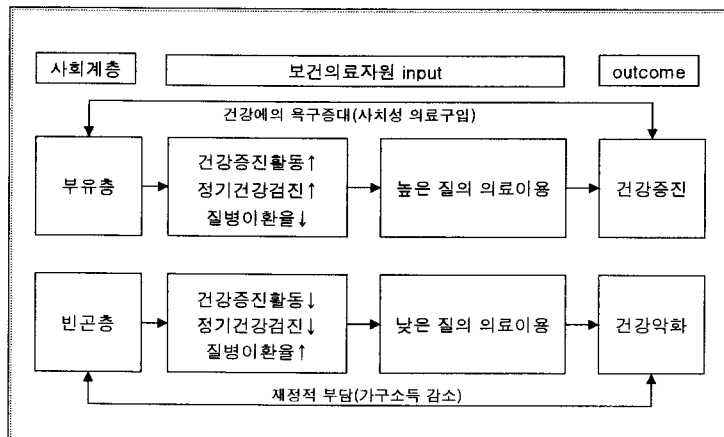 사회계층 보건의료자원 input outcome
건강에의 욕구증대(사치성 의료구입)
부유층
건강증진활동↑
정기건강검진↑
질병이환율↓
높은 질의 의료이용
건강증진
빈곤층
건강증진활동↓
정기건강검진↓
질병이환율↑
낮은 질의 의료이용
건강악화
재정적 부담(가구소득 감소)